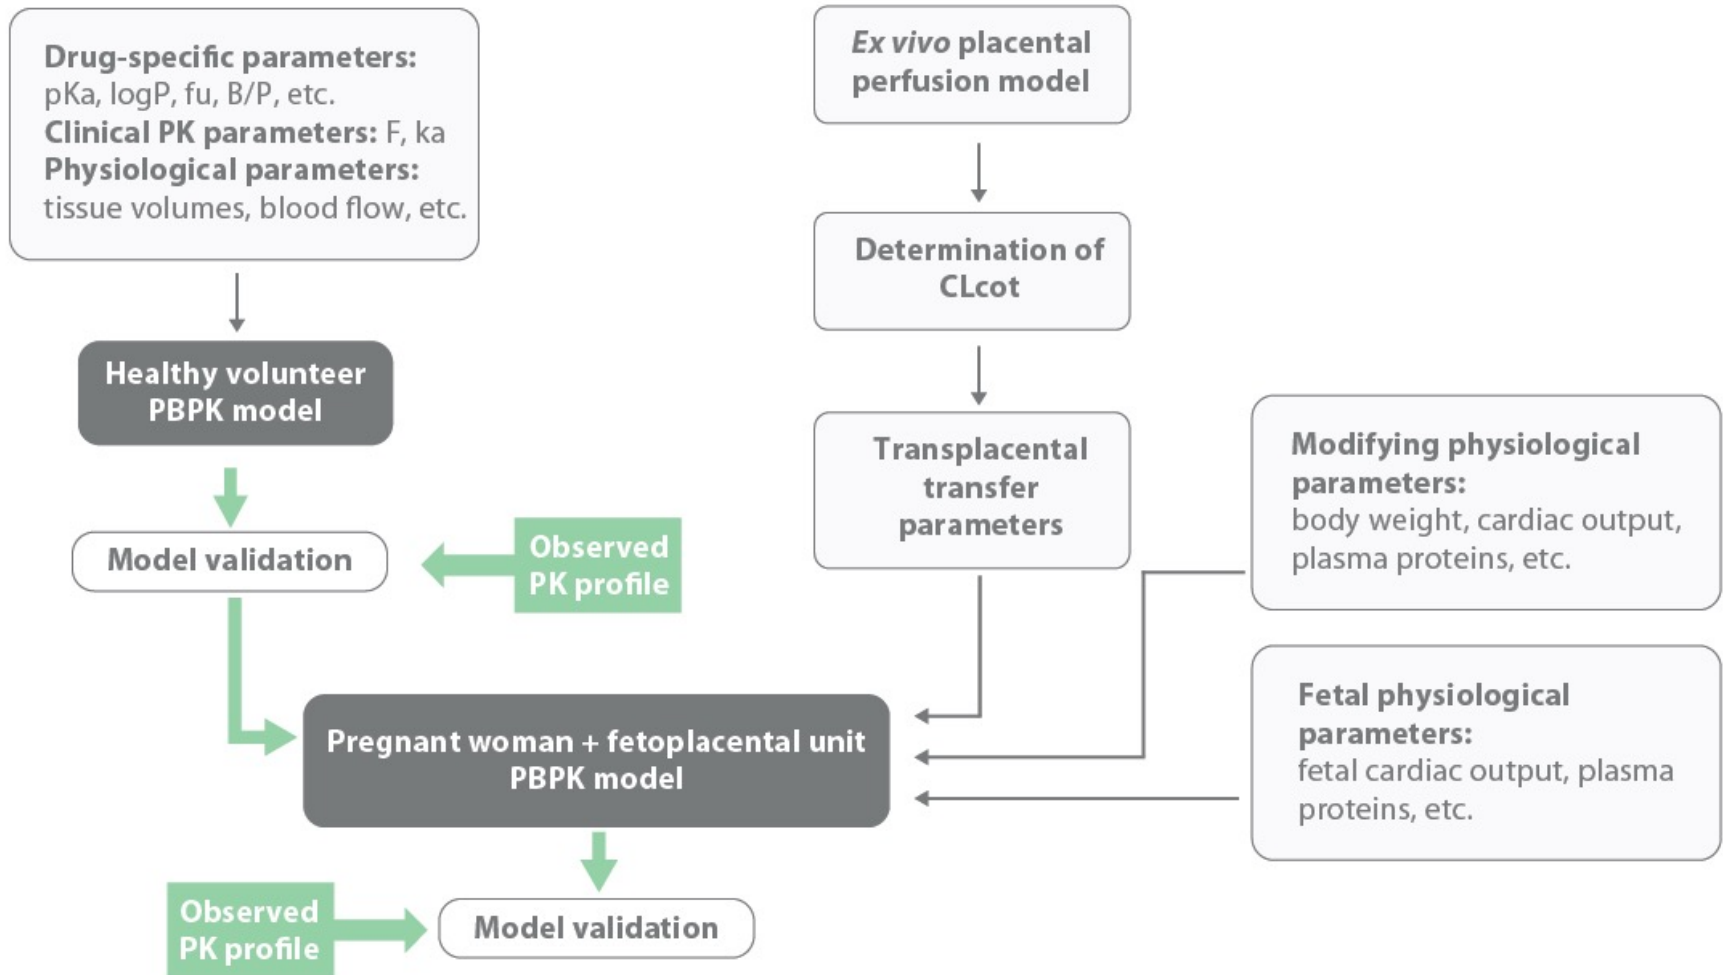 Drug-specific parameters:
pKa, logP, fu, B/P, etc.
Clinical PK parameters: F, ka
Physiological parameters:
tissue volumes, blood flow, etc.
Healthy volunteer
PBPK model
Model validation
Observed
PK profile
Ex vivo placental
perfusion model
Determination of
CLcot
Transplacental
transfer
parameters
Modifying physiological
parameters:
body weight, cardiac output,
plasma proteins, etc.
Fetal physiological
parameters:
fetal cardiac output, plasma
proteins, etc.
Pregnant woman + fetoplacental unit
PBPK model
Observed
PK profile
Model validation